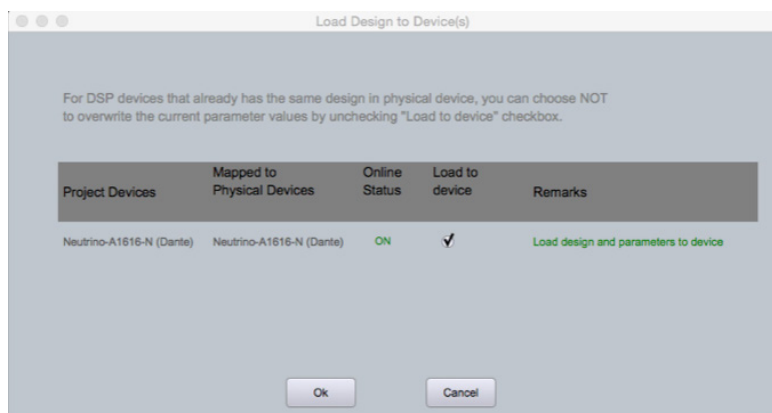 Load Design to Device(s)
For DSP devices that already has the same design in physical device, you can choose NOT
to overwrite the current parameter values by unchecking "Load to device" checkbox.
Project Devices
Mapped to
Physical Devices
Online
Status
Load to
device
Remarks
Neutrino-A1616-N (Dante) Neutrino-A1616-N (Dante) ON Load design and parameters to device
Ok Cancel